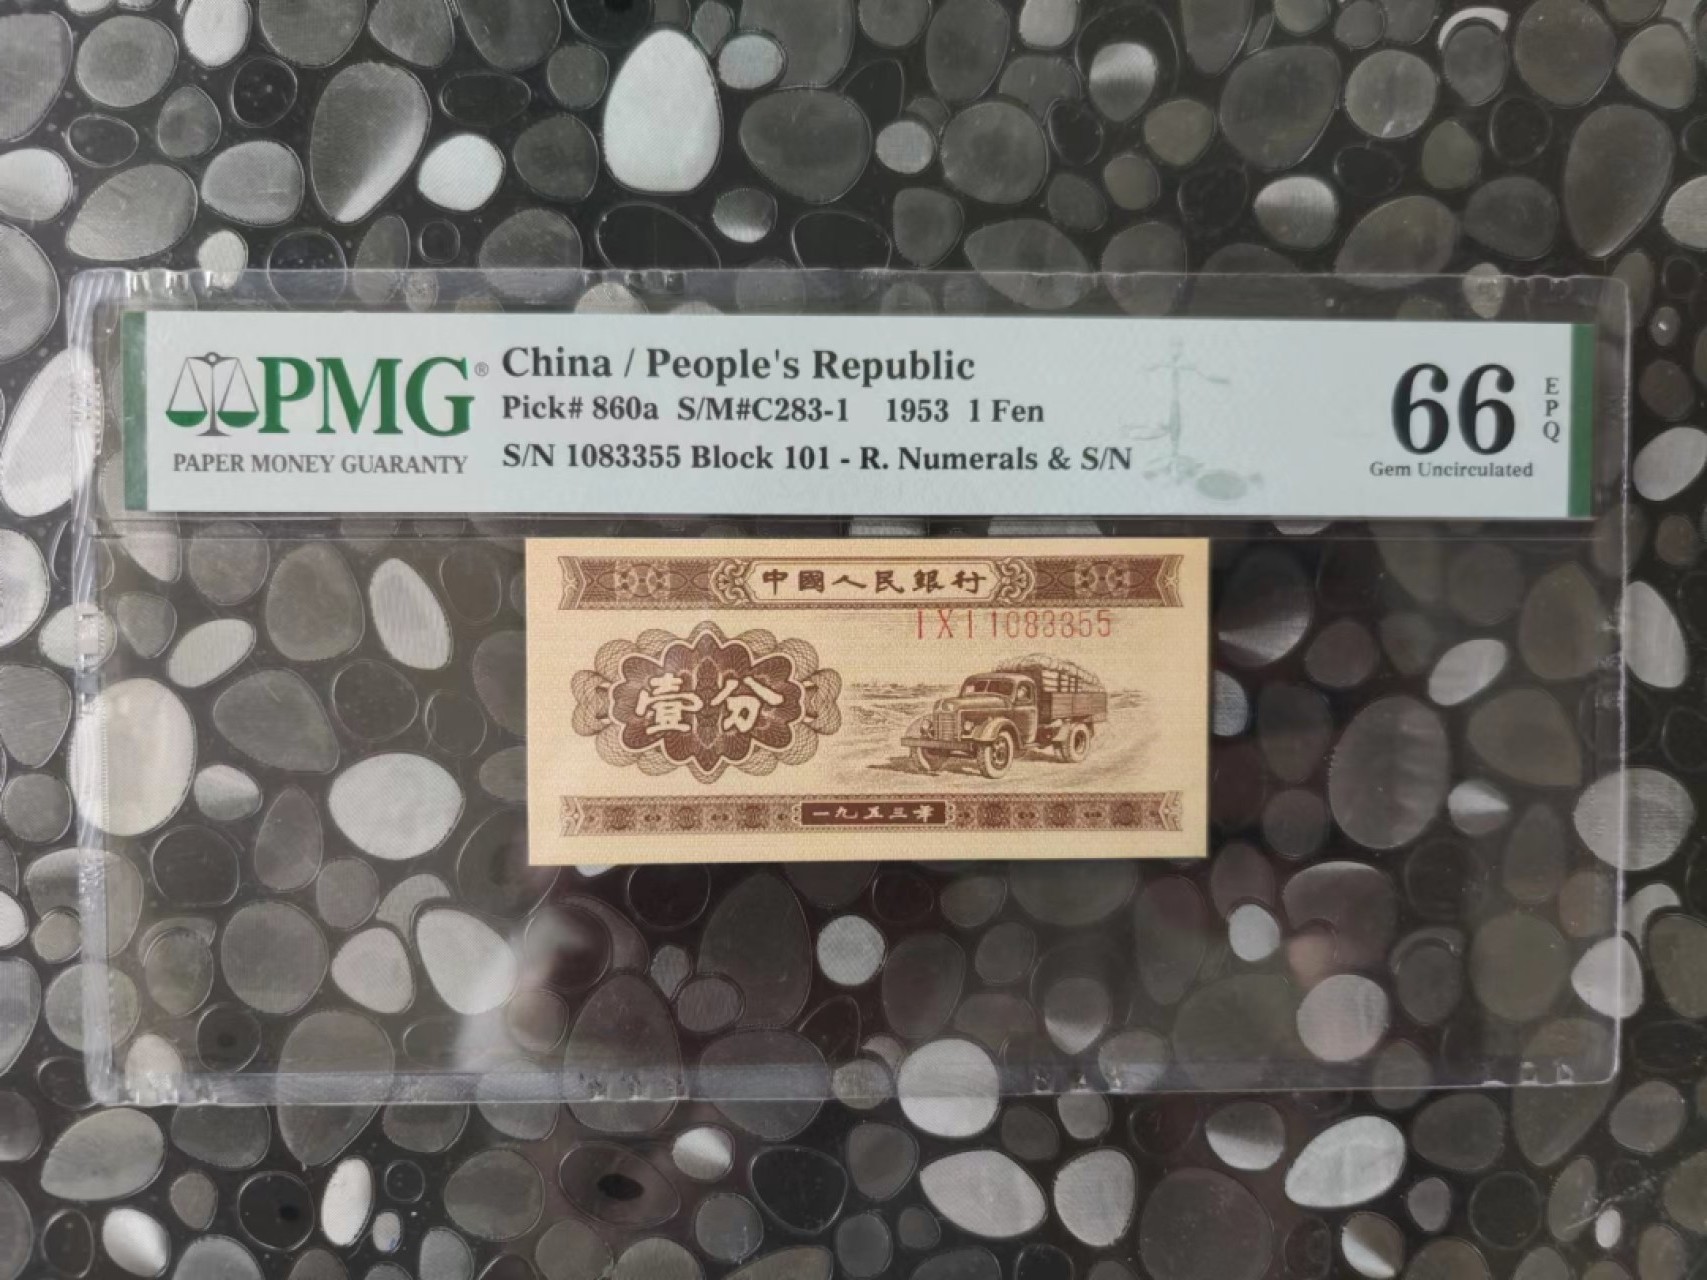 PMG®
PAPER MONEY GUARANTY
China / People's Republic
Pick# 860a S/M#C283-1 1953 1 Fen
S/N 1083355 Block 101 - R. Numerals & S/N
66
EPQ
Gem Uncirculated
中國人民銀行
I X I 1083355
壹分
一九五三年